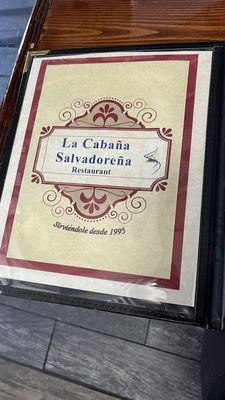 La Cabaña
Salvadoreña
Restaurant
Sirviéndole desde 1995